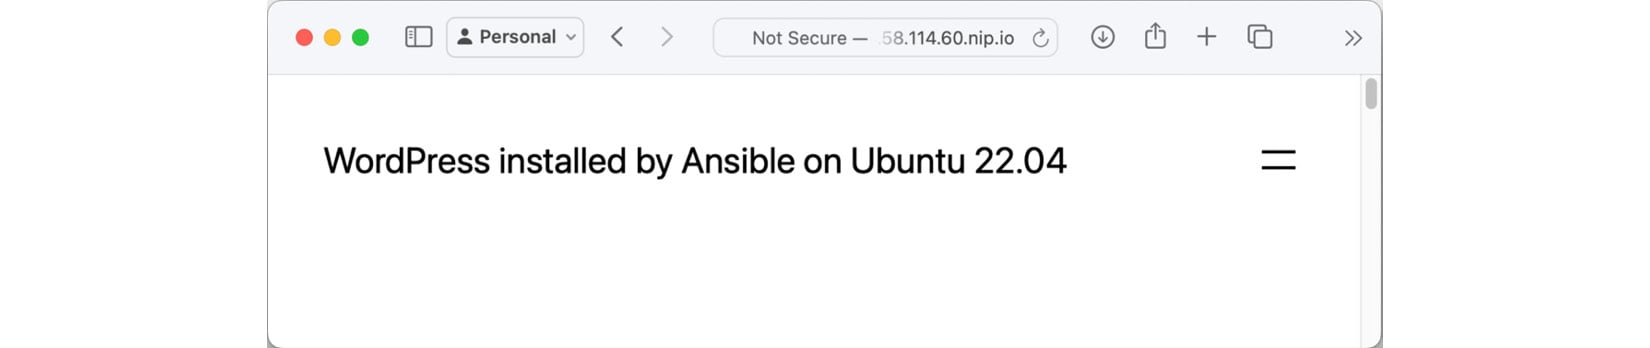 Personal
Not Secure — .58.114.60.nip.io
WordPress installed by Ansible on Ubuntu 22.04